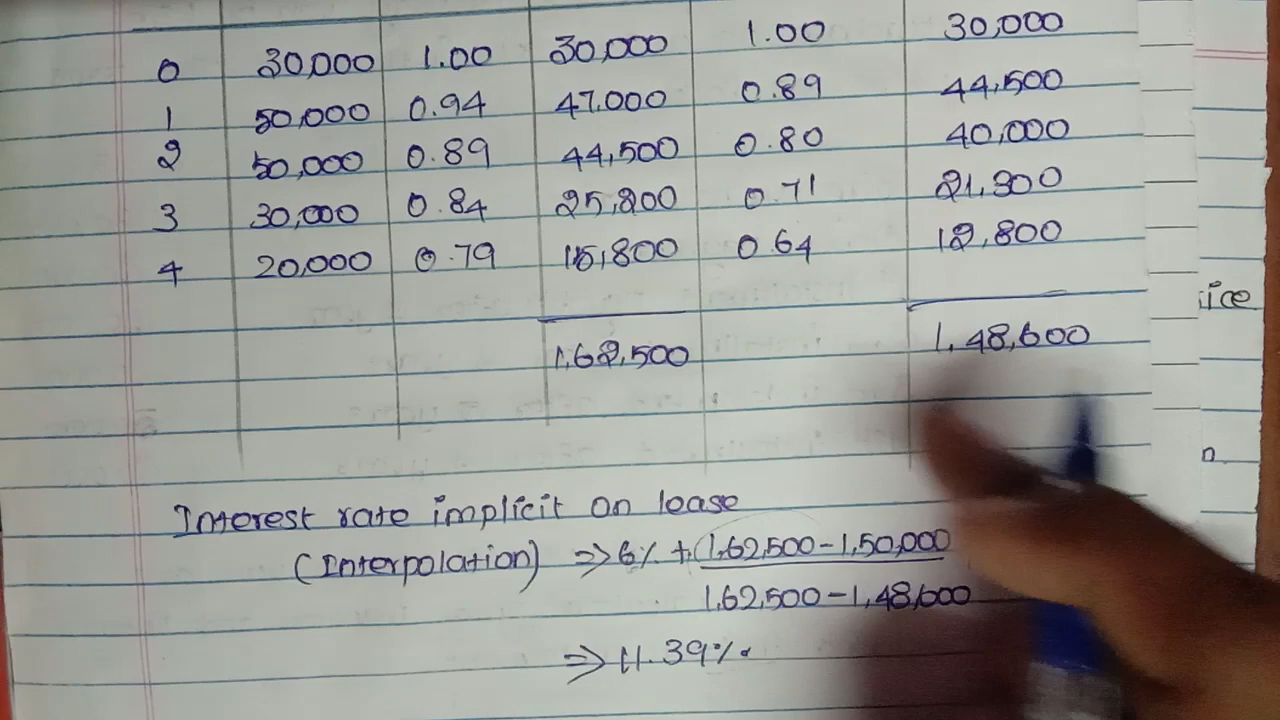 0 30,000 1.00 30,000 1.00 30,000
1 50,000 0.94 47.000 0.89 44,500
2 50,000 0.89 44,500 0.80 40,000
3 30,000 0.84 25,200 0.71 21,300
4 20,000 0.79 15,800 0.64 12,800
ice
1,62,500 1,48,600
n
Interest rate implicit on lease
(Interpolation) => 6% + (1,62,500-1,50,000
1,62,500-1,48,600
=> 11.39%